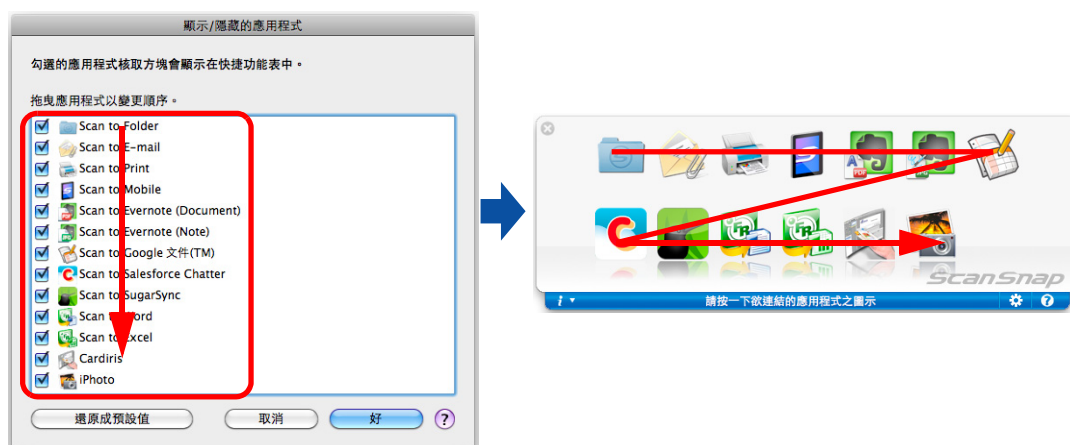 顯示/隱藏的應用程式
勾選的應用程式核取方塊會顯示在快捷功能表中。
拖曳應用程式以變更順序。
Scan to Folder
Scan to E-mail
Scan to Print
Scan to Mobile
Scan to Evernote (Document)
Scan to Evernote (Note)
Scan to Google 文件(TM)
Scan to Salesforce Chatter
Scan to SugarSync
Scan to Word
Scan to Excel
Cardiris
iPhoto
還原成預設值
取消
好
?
ScanSnap
i
請按一下欲連結的應用程式之圖示
?